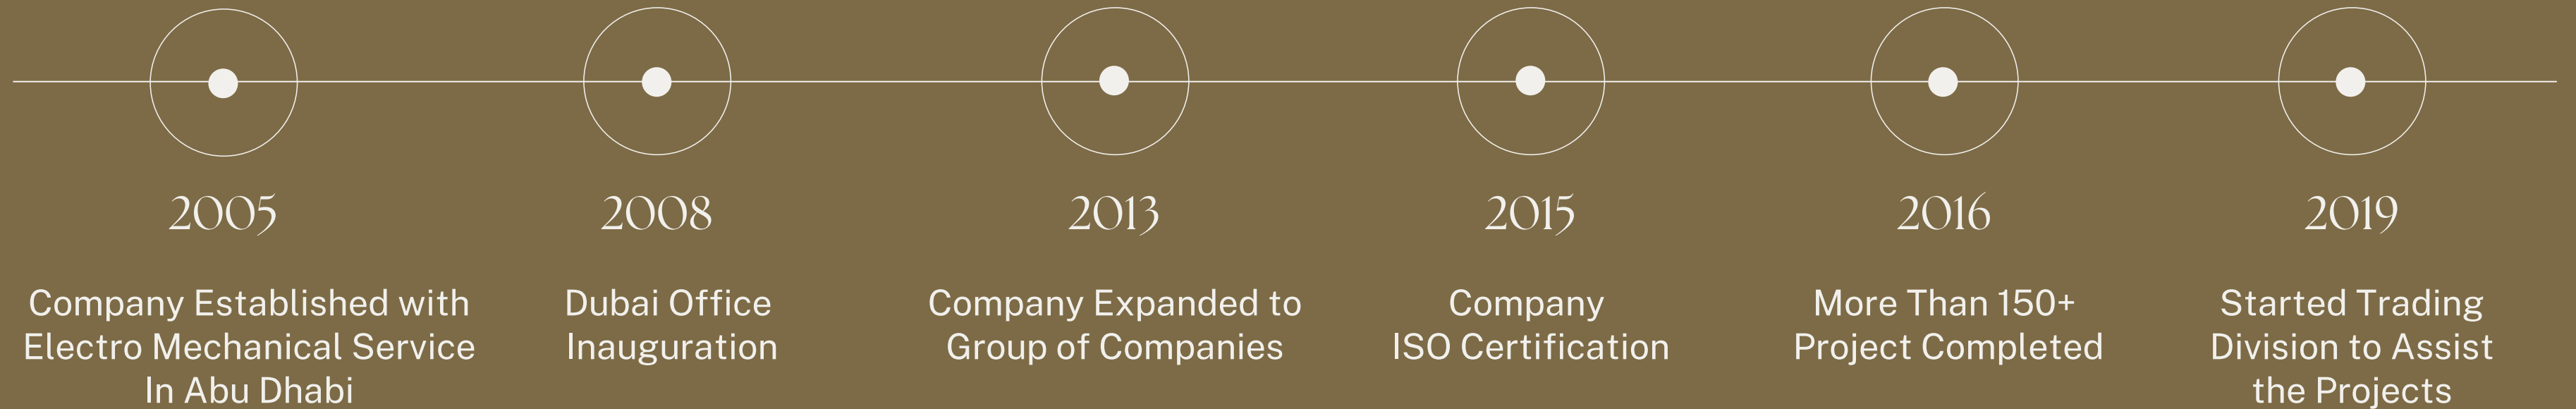 2005
Company Established with
Electro Mechanical Service
In Abu Dhabi
2008
Dubai Office
Inauguration
2013
Company Expanded to
Group of Companies
2015
Company
ISO Certification
2016
More Than 150+
Project Completed
2019
Started Trading
Division to Assist
the Projects